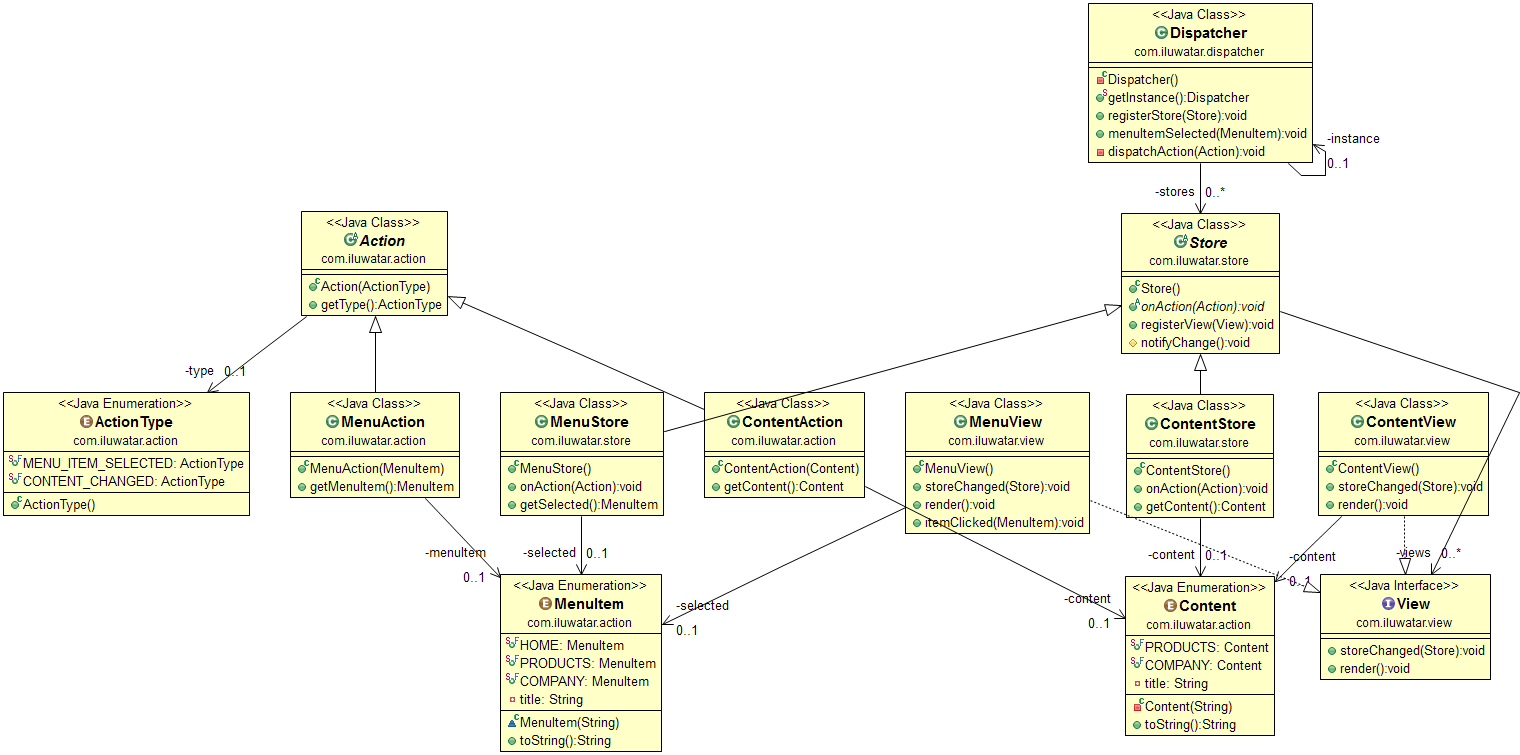 <<Java Class>>
Dispatcher
com.iluwatar.dispatcher
Dispatcher()
getInstance():Dispatcher
registerStore(Store):void
menuItemSelected(MenuItem):void
dispatchAction(Action):void
-instance
0..1
-stores
0..*
<<Java Class>>
Action
com.iluwatar.action
Action(ActionType)
getType():ActionType
<<Java Class>>
Store
com.iluwatar.store
Store()
onAction(Action):void
registerView(View):void
notifyChange():void
-type
0..1
<<Java Enumeration>>
ActionType
com.iluwatar.action
MENU_ITEM_SELECTED: ActionType
CONTENT_CHANGED: ActionType
ActionType()
<<Java Class>>
MenuAction
com.iluwatar.action
MenuAction(MenuItem)
getMenuItem():MenuItem
<<Java Class>>
MenuStore
com.iluwatar.store
MenuStore()
onAction(Action):void
getSelected():MenuItem
<<Java Class>>
ContentAction
com.iluwatar.action
ContentAction(Content)
getContent():Content
<<Java Class>>
MenuView
com.iluwatar.view
MenuView()
storeChanged(Store):void
render():void
itemClicked(MenuItem):void
<<Java Class>>
ContentStore
com.iluwatar.store
ContentStore()
onAction(Action):void
getContent():Content
<<Java Class>>
ContentView
com.iluwatar.view
ContentView()
storeChanged(Store):void
render():void
-menuItem
0..1
-selected
0..1
-selected
0..1
-content
0..1
-content
0..1
-content
0..1
-views
0..*
<<Java Enumeration>>
MenuItem
com.iluwatar.action
HOME: MenuItem
PRODUCTS: MenuItem
COMPANY: MenuItem
title: String
MenuItem(String)
toString():String
<<Java Enumeration>>
Content
com.iluwatar.action
PRODUCTS: Content
COMPANY: Content
title: String
Content(String)
toString():String
<<Java Interface>>
View
com.iluwatar.view
storeChanged(Store):void
render():void